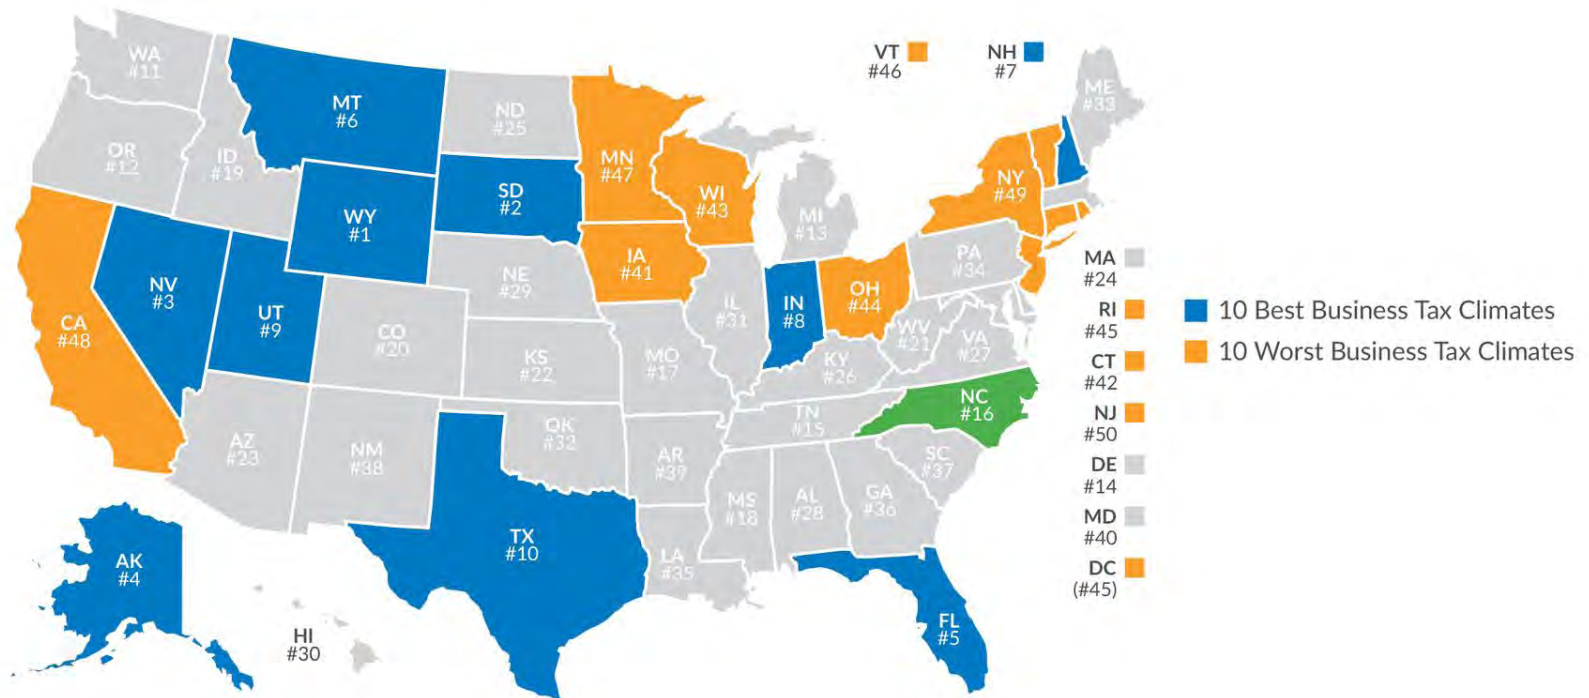 WA
#11
OR
#12
CA
#48
NV
#3
ID
#19
MT
#6
WY
#1
UT
#9
AZ
#23
CO
#20
NM
#38
ND
#25
SD
#2
NE
#29
KS
#22
OK
#32
TX
#10
MN
#47
IA
#41
MO
#17
AR
#39
LA
#35
WI
#43
IL
#31
MI
#13
IN
#8
OH
#44
KY
#26
TN
#15
MS
#18
AL
#28
GA
#36
FL
#5
SC
#37
NC
#16
VA
#27
WV
#21
PA
#34
NY
#49
ME
#33
VT
#46
NH
#7
AK
#4
HI
#30
MA
#24
RI
#45
CT
#42
NJ
#50
DE
#14
MD
#40
DC
(#45)
10 Best Business Tax Climates
10 Worst Business Tax Climates